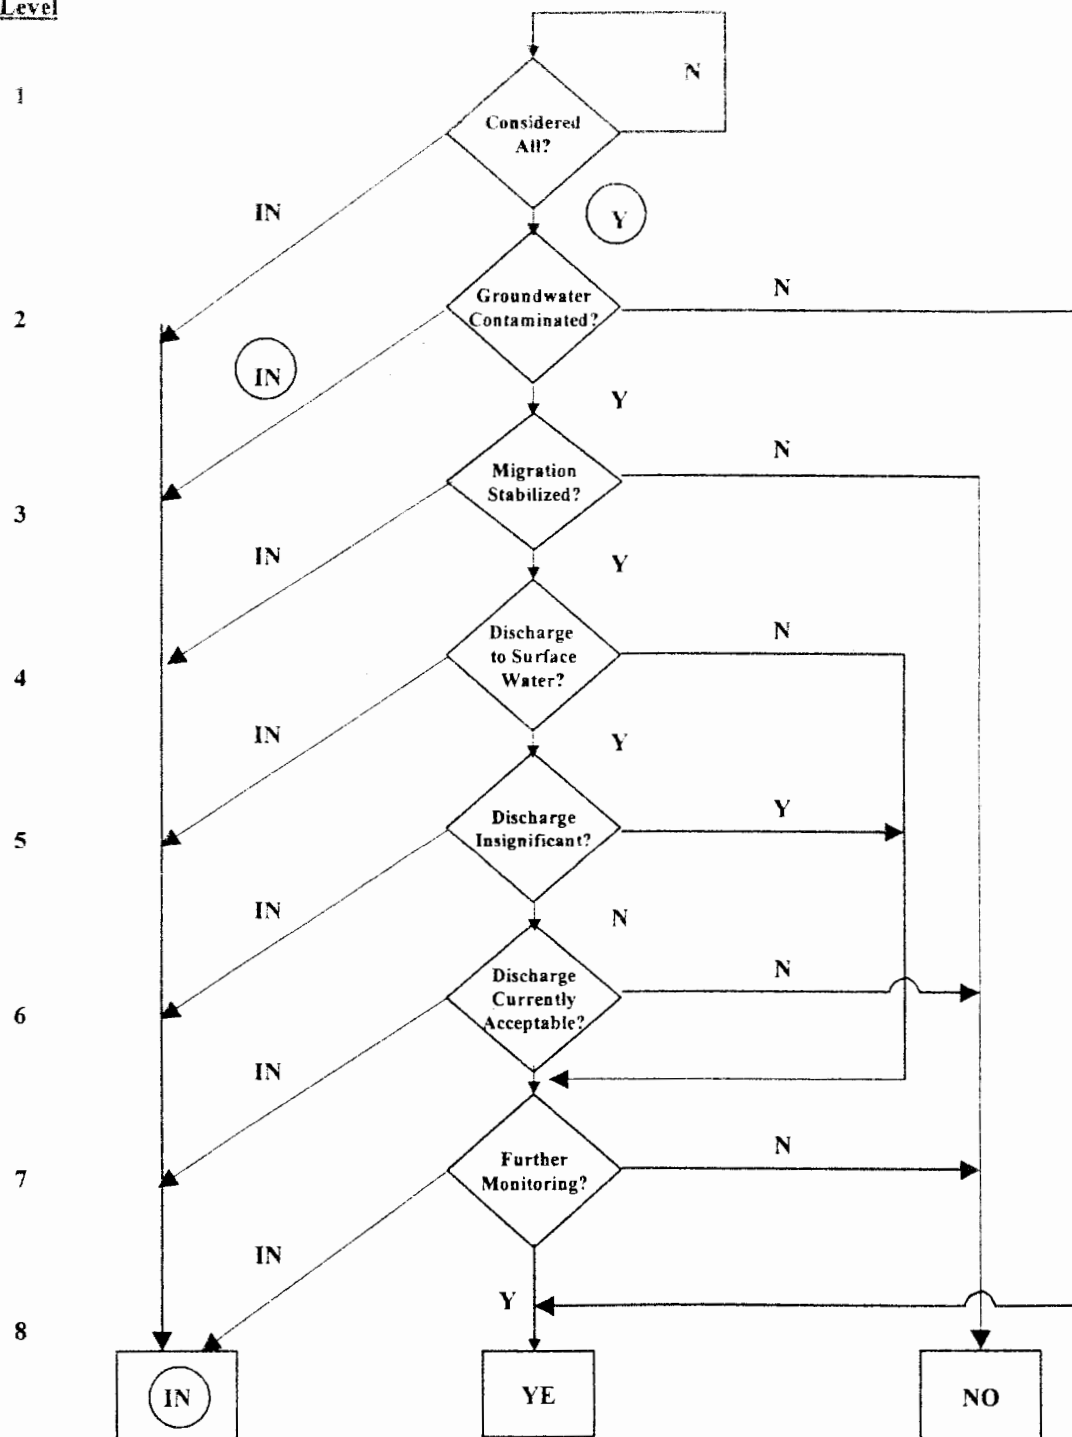 Level
N
1
Considered
All?
IN
Y
N
Groundwater
Contaminated?
2
IN
Y
N
Migration
Stabilized?
3
IN
Y
Discharge
to Surface
Water?
N
4
IN
Y
Y
Discharge
Insignificant?
5
IN
N
N
Discharge
Currently
Acceptable?
6
IN
N
Further
Monitoring?
7
IN
Y
8
IN
YE
NO